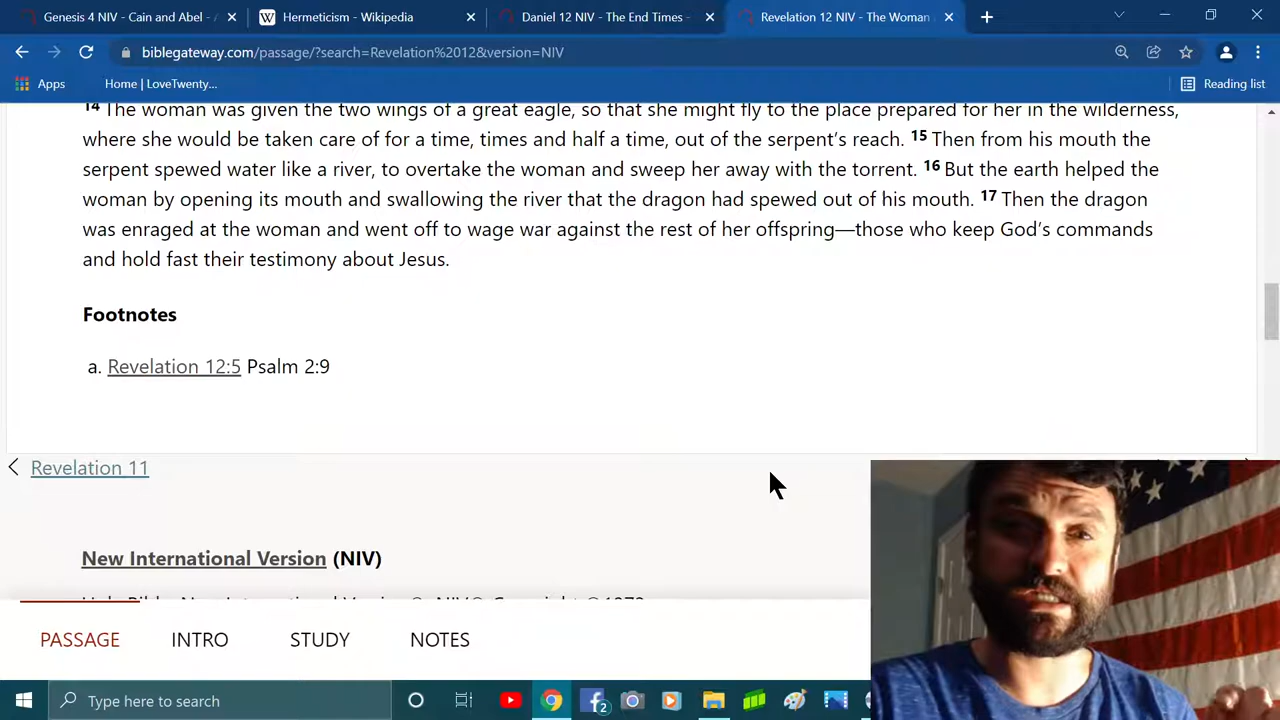 Genesis 4 NIV - Cain and Abel -
Hermeticism - Wikipedia
Daniel 12 NIV - The End Times -
Revelation 12 NIV - The Woman
biblegateway.com/passage/?search=Revelation%2012&version=NIV
Apps
Home | LoveTwenty...
Reading list
14 The woman was given the two wings of a great eagle, so that she might fly to the place prepared for her in the wilderness,
where she would be taken care of for a time, times and half a time, out of the serpent's reach. 15 Then from his mouth the
serpent spewed water like a river, to overtake the woman and sweep her away with the torrent. 16 But the earth helped the
woman by opening its mouth and swallowing the river that the dragon had spewed out of his mouth. 17 Then the dragon
was enraged at the woman and went off to wage war against the rest of her offspring—those who keep God's commands
and hold fast their testimony about Jesus.
Footnotes
a. Revelation 12:5 Psalm 2:9
Revelation 11
New International Version (NIV)
PASSAGE
INTRO
STUDY
NOTES
Type here to search
2